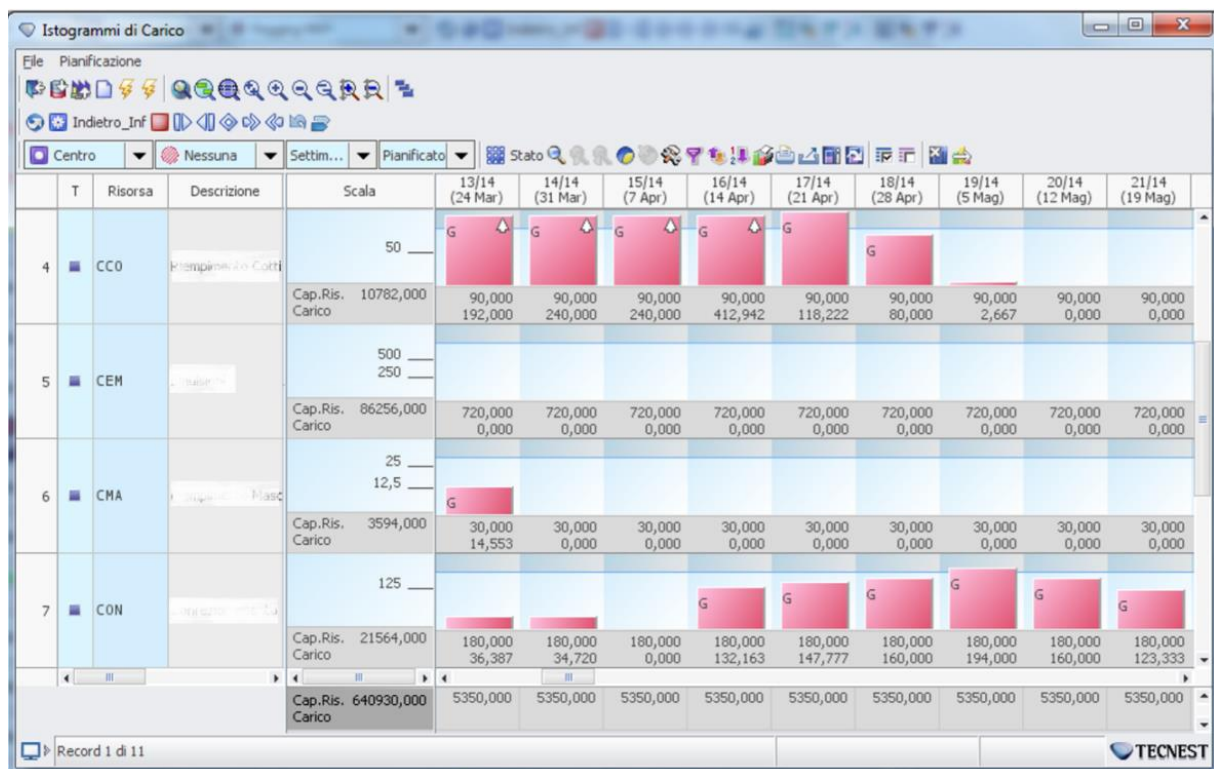 Istogrammi di Carico
File Pianificazione
Indietro_Inf
Centro Nessuna Settim... Pianificato Stato
T Risorsa Descrizione Scala 13/14 14/14 15/14 16/14 17/14 18/14 19/14 20/14 21/14
(24 Mar) (31 Mar) (7 Apr) (14 Apr) (21 Apr) (28 Apr) (5 Mag) (12 Mag) (19 Mag)
G G G G G
50
4 CCO G
Cap.Ris. 10782,000 90,000 90,000 90,000 90,000 90,000 90,000 90,000 90,000 90,000
Carico 192,000 240,000 240,000 412,942 118,222 80,000 2,667 0,000 0,000
500
250
5 CEM
Cap.Ris. 86256,000 720,000 720,000 720,000 720,000 720,000 720,000 720,000 720,000 720,000
Carico 0,000 0,000 0,000 0,000 0,000 0,000 0,000 0,000 0,000
25
12,5
6 CMA G
Cap.Ris. 3594,000 30,000 30,000 30,000 30,000 30,000 30,000 30,000 30,000 30,000
Carico 14,553 0,000 0,000 0,000 0,000 0,000 0,000 0,000 0,000
125
7 CON G G G G G G
Cap.Ris. 21564,000 180,000 180,000 180,000 180,000 180,000 180,000 180,000 180,000 180,000
Carico 36,387 34,720 0,000 132,163 147,777 160,000 194,000 160,000 123,333
Cap.Ris. 640930,000 5350,000 5350,000 5350,000 5350,000 5350,000 5350,000 5350,000 5350,000 5350,000
Carico
Record 1 di 11 TECNEST